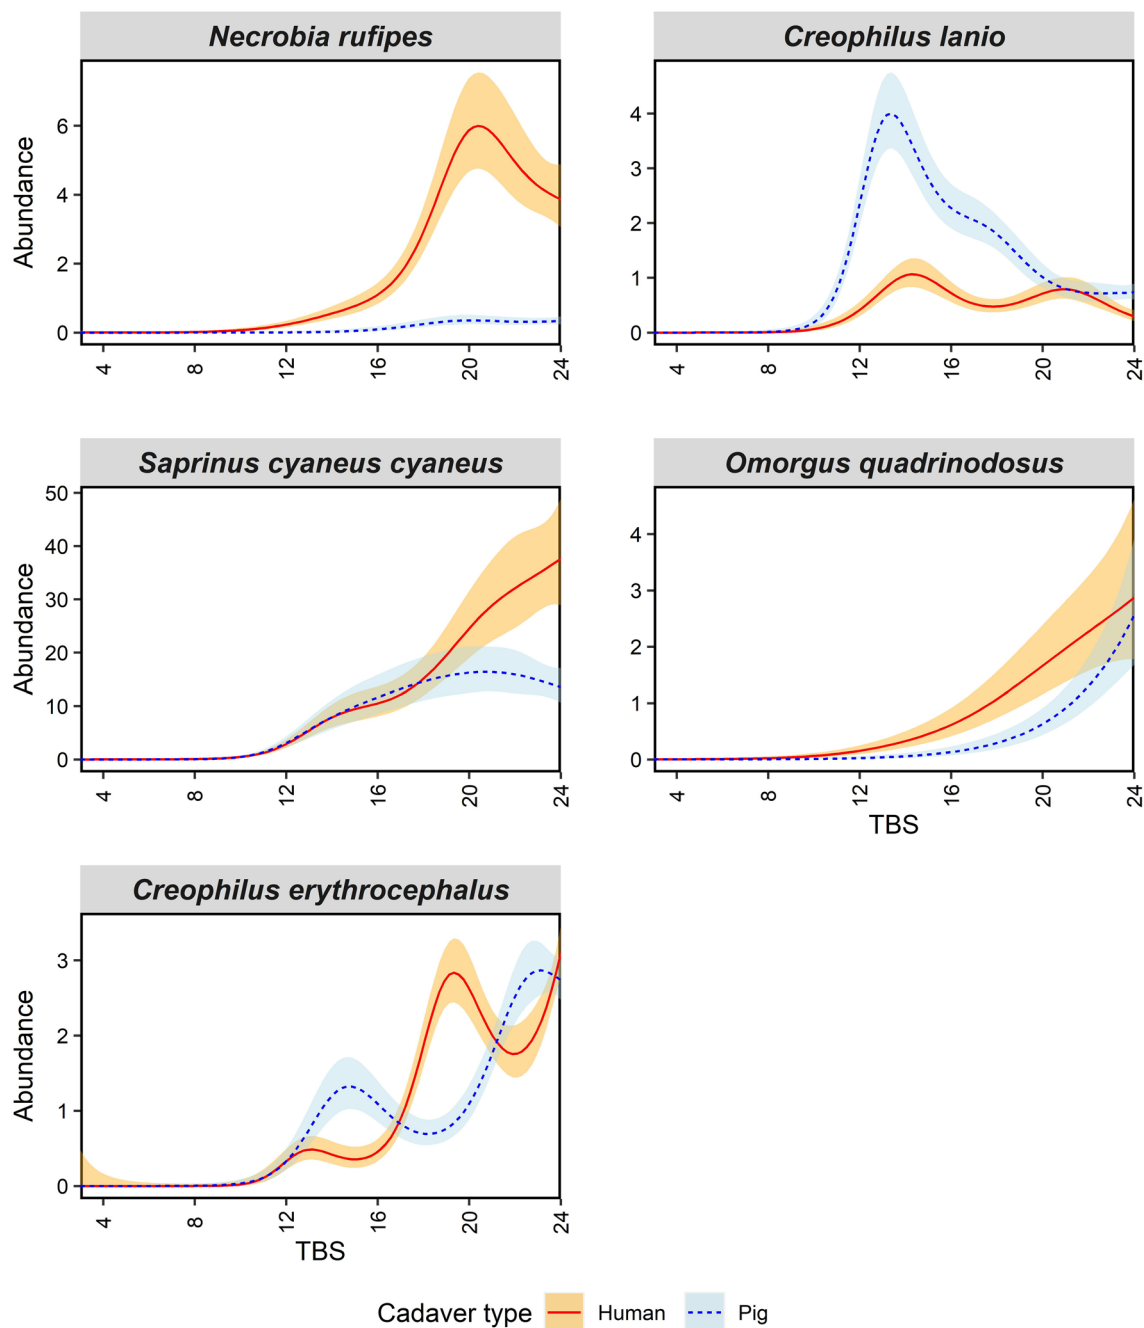 Necrobia rufipes
Creophilus lanio
Abundance
6
4
2
0
4
3
2
1
0
4 8 12 16 20 24
4 8 12 16 20 24
Saprinus cyaneus cyaneus
Omorgus quadrinodosus
Abundance
50
40
30
20
10
0
4
3
2
1
0
4 8 12 16 20 24
4 8 12 16 20 24
TBS
Creophilus erythrocephalus
Abundance
3
2
1
0
4 8 12 16 20 24
TBS
Cadaver type Human Pig